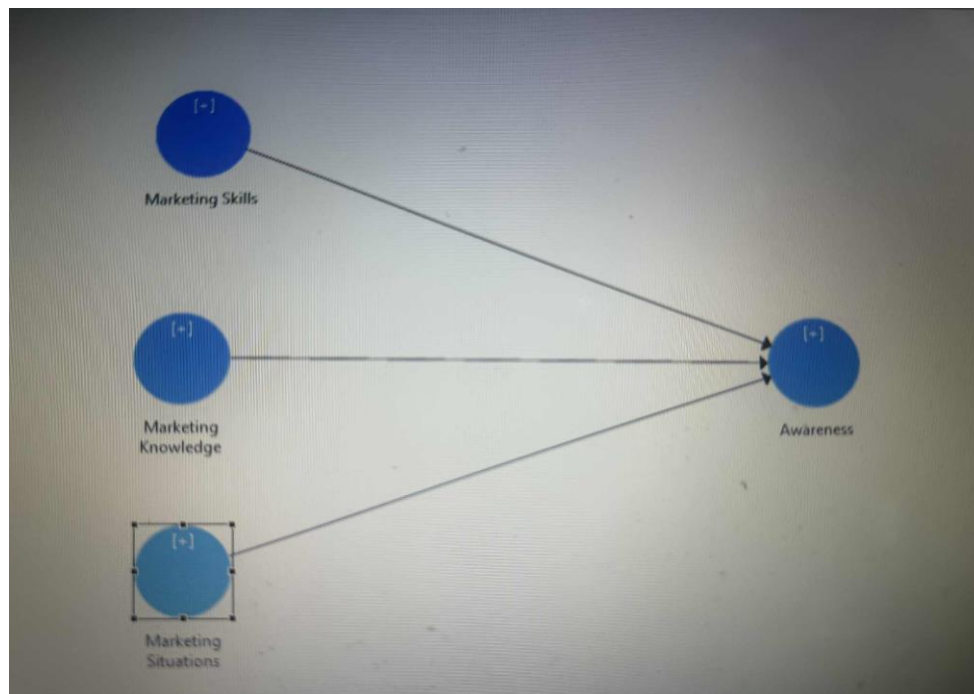 [+]
Marketing Skills
[+]
Marketing
Knowledge
[+]
Awareness
[+]
Marketing
Situations